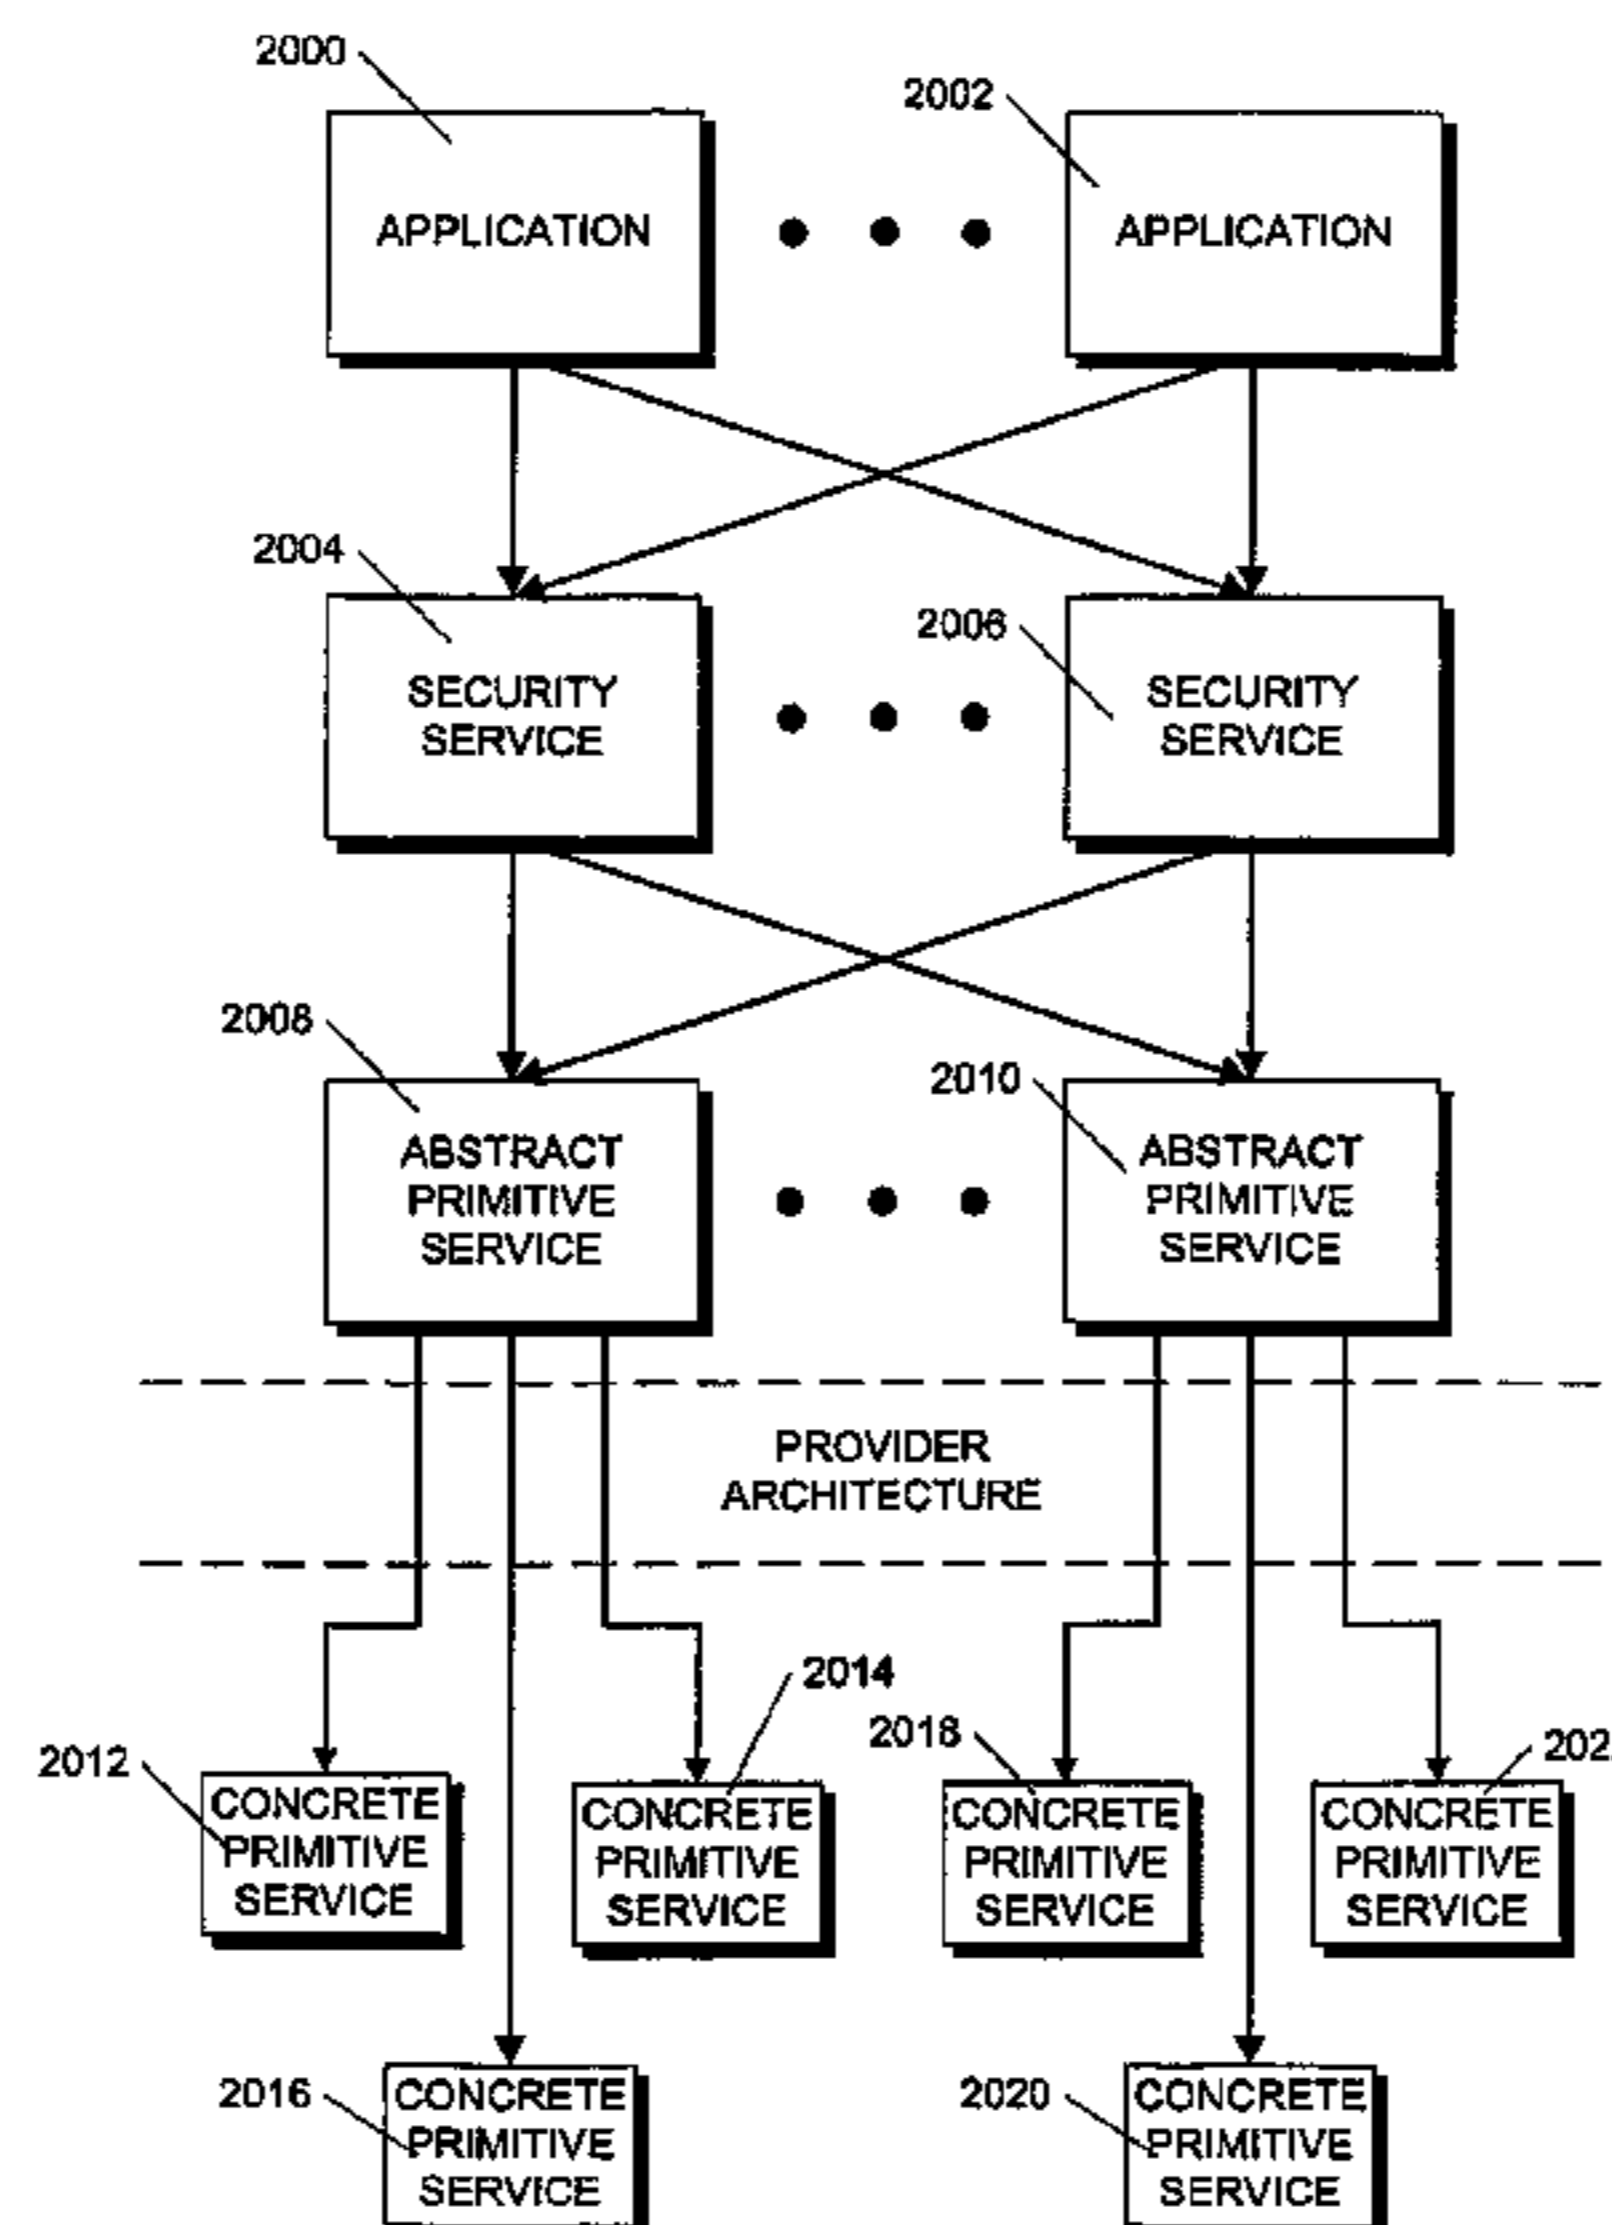 2000
2002
APPLICATION
APPLICATION
2004
2006
SECURITY
SERVICE
SECURITY
SERVICE
2008
2010
ABSTRACT
PRIMITIVE
SERVICE
ABSTRACT
PRIMITIVE
SERVICE
PROVIDER
ARCHITECTURE
2012
2014
2018
202
CONCRETE
PRIMITIVE
SERVICE
CONCRETE
PRIMITIVE
SERVICE
CONCRETE
PRIMITIVE
SERVICE
CONCRETE
PRIMITIVE
SERVICE
2016
CONCRETE
PRIMITIVE
SERVICE
2020
CONCRETE
PRIMITIVE
SERVICE